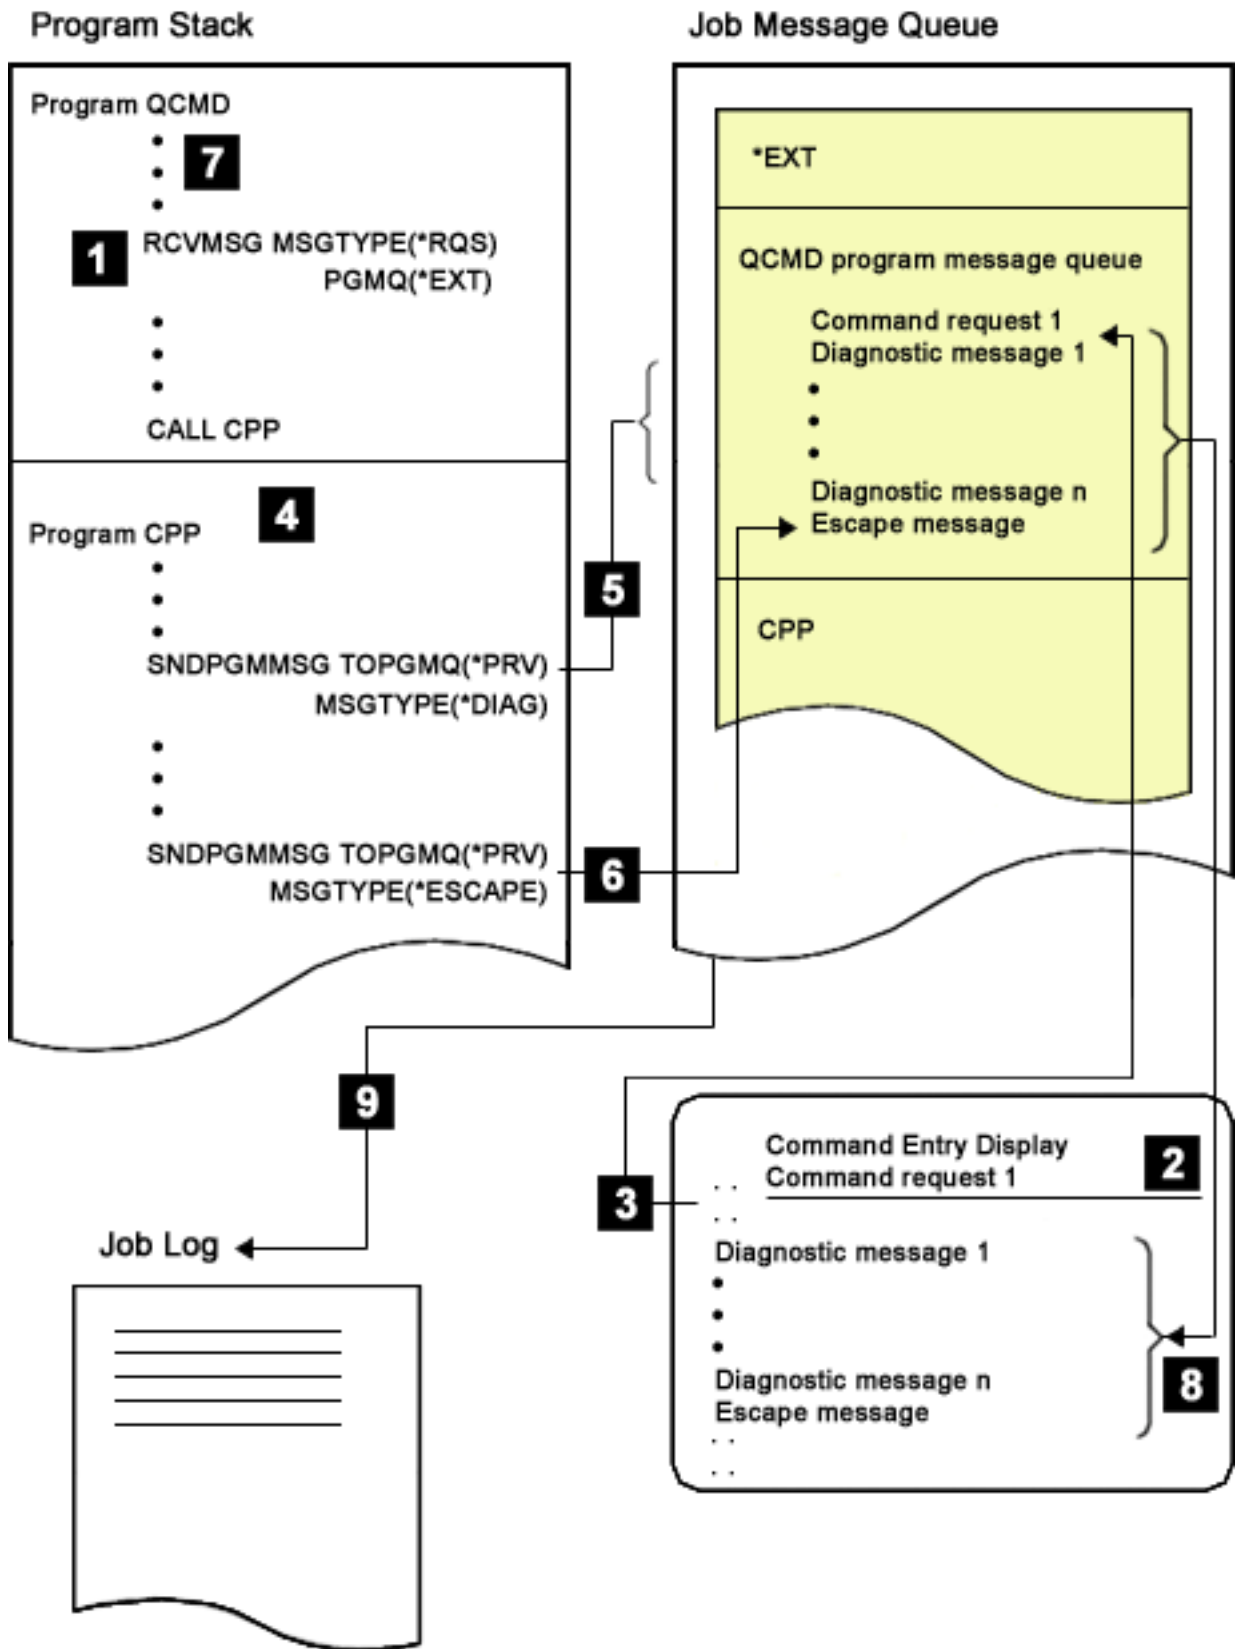 Program Stack
Program QCMD
7
1
RCVMSG MSGTYPE(*RQS)
PGMQ(*EXT)
CALL CPP
4
Program CPP
SNDPGMMSG TOPGMQ(*PRV)
MSGTYPE(*DIAG)
SNDPGMMSG TOPGMQ(*PRV)
MSGTYPE(*ESCAPE)
5
6
Job Message Queue
*EXT
QCMD program message queue
Command request 1
Diagnostic message 1
Diagnostic message n
Escape message
CPP
9
Job Log
3
Command Entry Display
Command request 1
2
Diagnostic message 1
Diagnostic message n
Escape message
8